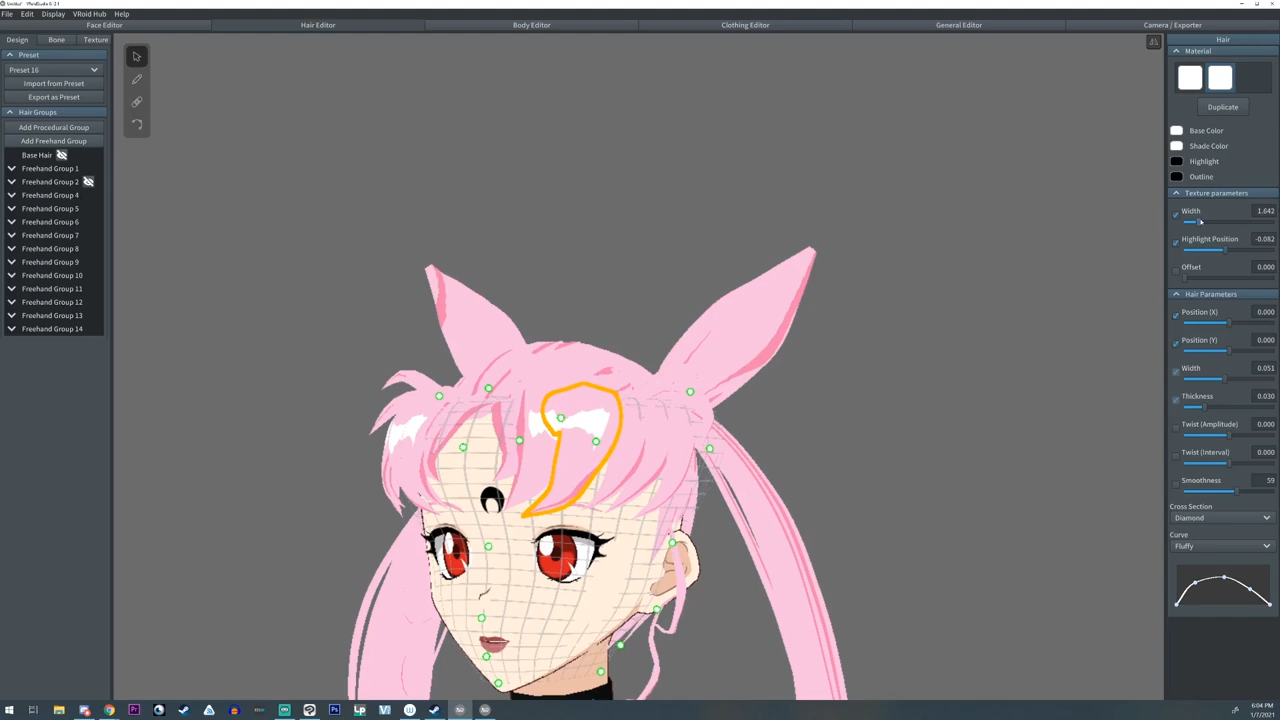 File Edit Display VRoid Hub Help
Face Editor Hair Editor Body Editor Clothing Editor General Editor Camera / Exporter
Design Bone Texture
Preset
Preset 16
Import from Preset
Export as Preset
Hair Groups
Add Procedural Group
Add Freehand Group
Base Hair
Freehand Group 1
Freehand Group 2
Freehand Group 4
Freehand Group 5
Freehand Group 6
Freehand Group 7
Freehand Group 8
Freehand Group 9
Freehand Group 10
Freehand Group 11
Freehand Group 12
Freehand Group 13
Freehand Group 14
Hair
Material
Duplicate
Base Color
Shade Color
Highlight
Outline
Texture parameters
Width 1.642
Highlight Position -0.082
Offset 0.000
Hair Parameters
Position (X) 0.000
Position (Y) 0.000
Width 0.051
Thickness 0.030
Twist (Amplitude) 0.000
Twist (Interval) 0.000
Smoothness 59
Cross Section
Diamond
Curve
Fluffy
Pr Ps LP V W
6:04 PM
1/7/2021